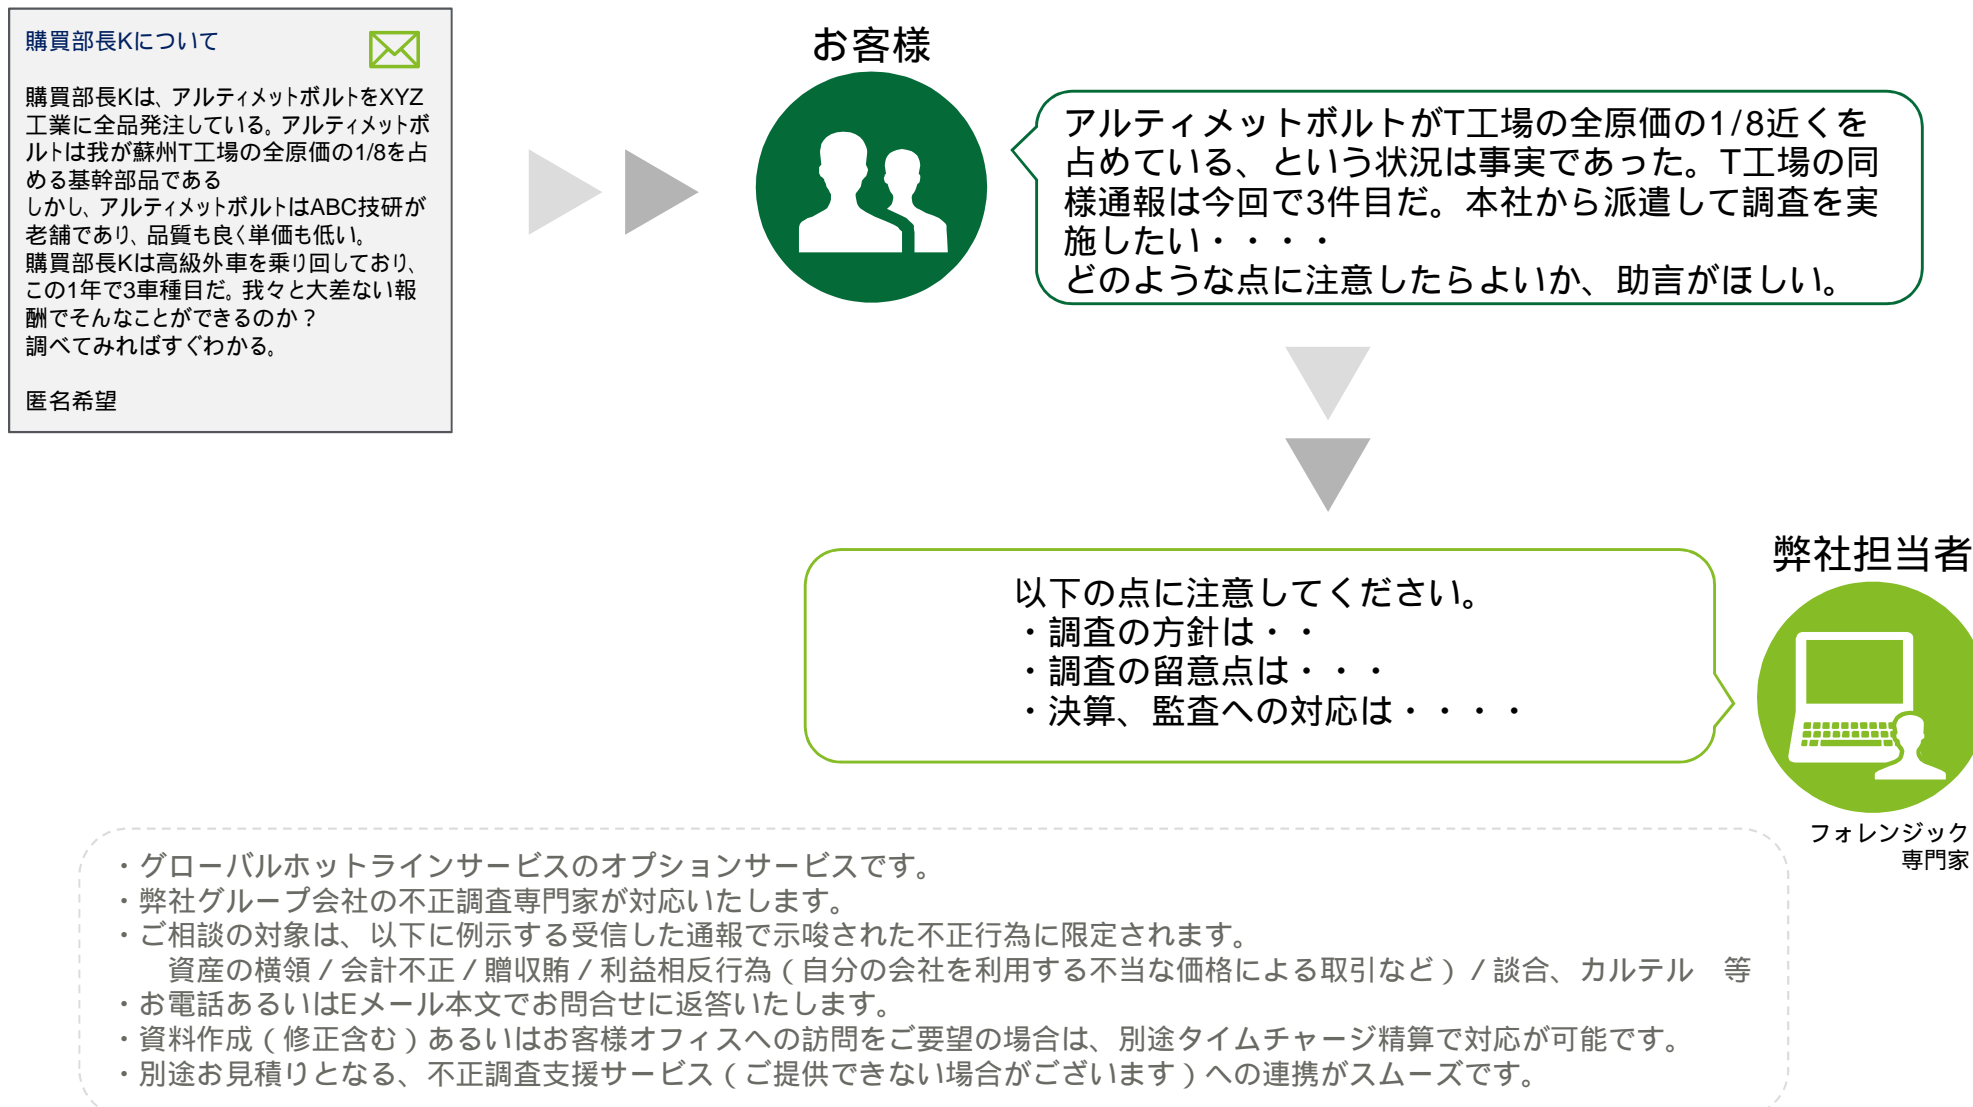 購買部長Kについて
購買部長Kは、アルティメットボルトをXYZ
工業に全品発注している。アルティメットボ
ルトは我が蘇州T工場の全原価の1/8を占
める基幹部品である
しかし、アルティメットボルトはABC技研が
老舗であり、品質も良く単価も低い。
購買部長Kは高級外車を乗り回しており、
この1年で3車種目だ。我々と大差ない報
酬でそんなことができるのか？
調べてみればすぐわかる。
匿名希望
お客様
アルティメットボルトがT工場の全原価の1/8近くを
占めている、という状況は事実であった。T工場の同
様通報は今回で3件目だ。本社から派遣して調査を実
施したい・・・・
どのような点に注意したらよいか、助言がほしい。
弊社担当者
以下の点に注意してください。
・調査の方針は・・
・調査の留意点は・・・
・決算、監査への対応は・・・・
フォレンジック
専門家
・グローバルホットラインサービスのオプションサービスです。
・弊社グループ会社の不正調査専門家が対応いたします。
・ご相談の対象は、以下に例示する受信した通報で示唆された不正行為に限定されます。
資産の横領 / 会計不正 / 贈収賄 / 利益相反行為（自分の会社を利用する不当な価格による取引など）/ 談合、カルテル　等
・お電話あるいはEメール本文でお問合せに返答いたします。
・資料作成（修正含む）あるいはお客様オフィスへの訪問をご要望の場合は、別途タイムチャージ精算で対応が可能です。
・別途お見積りとなる、不正調査支援サービス（ご提供できない場合がございます）への連携がスムーズです。